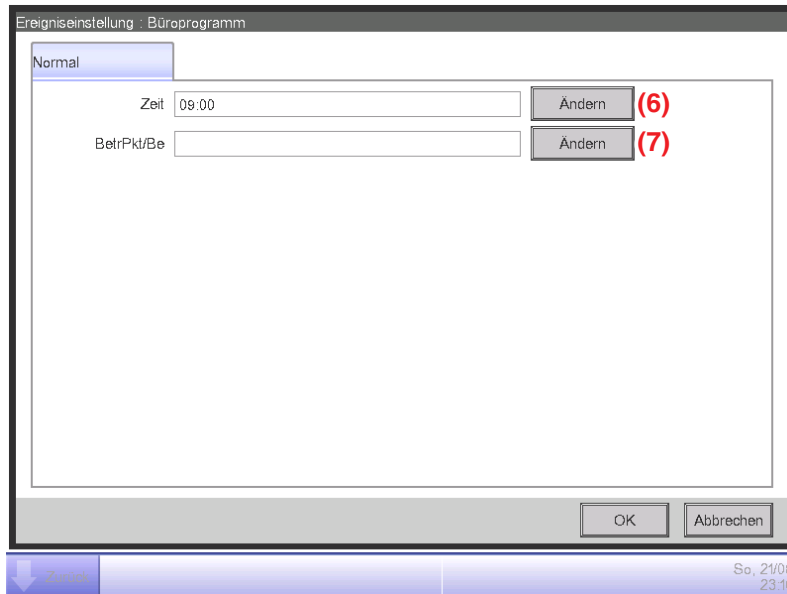 Ereigniseinstellung : Büroprogramm
Normal
Zeit 09:00 Ändern (6)
BetrPkt/Be Ändern (7)
OK Abbrechen
So, 21/0
23:1